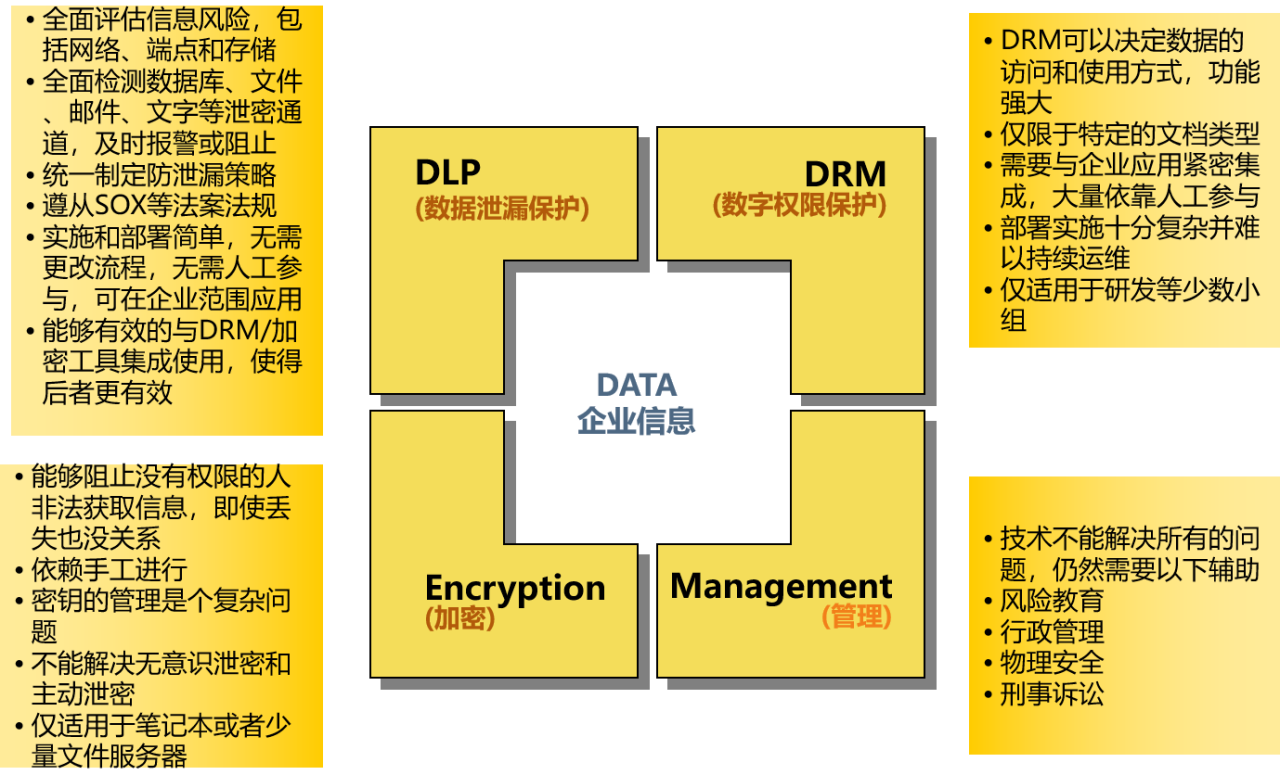 • 全面评估信息风险，包
括网络、端点和存储
• 全面检测数据库、文件
、邮件、文字等泄密通
道，及时报警或阻止
• 统一制定防泄漏策略
• 遵从SOX等法案法规
• 实施和部署简单，无需
更改流程，无需人工参
与，可在企业范围应用
• 能够有效的与DRM/加
密工具集成使用，使得
后者更有效
DLP
(数据泄漏保护)
DRM
(数字权限保护)
• DRM可以决定数据的
访问和使用方式，功能
强大
• 仅限于特定的文档类型
• 需要与企业应用紧密集
成，大量依靠人工参与
• 部署实施十分复杂并难
以持续运维
• 仅适用于研发等少数小
组
DATA
企业信息
• 能够阻止没有权限的人
非法获取信息，即使丢
失也没关系
• 依赖手工进行
• 密钥的管理是个复杂问
题
• 不能解决无意识泄密和
主动泄密
• 仅适用于笔记本或者少
量文件服务器
Encryption
(加密)
Management
(管理)
• 技术不能解决所有的问
题，仍然需要以下辅助
• 风险教育
• 行政管理
• 物理安全
• 刑事诉讼